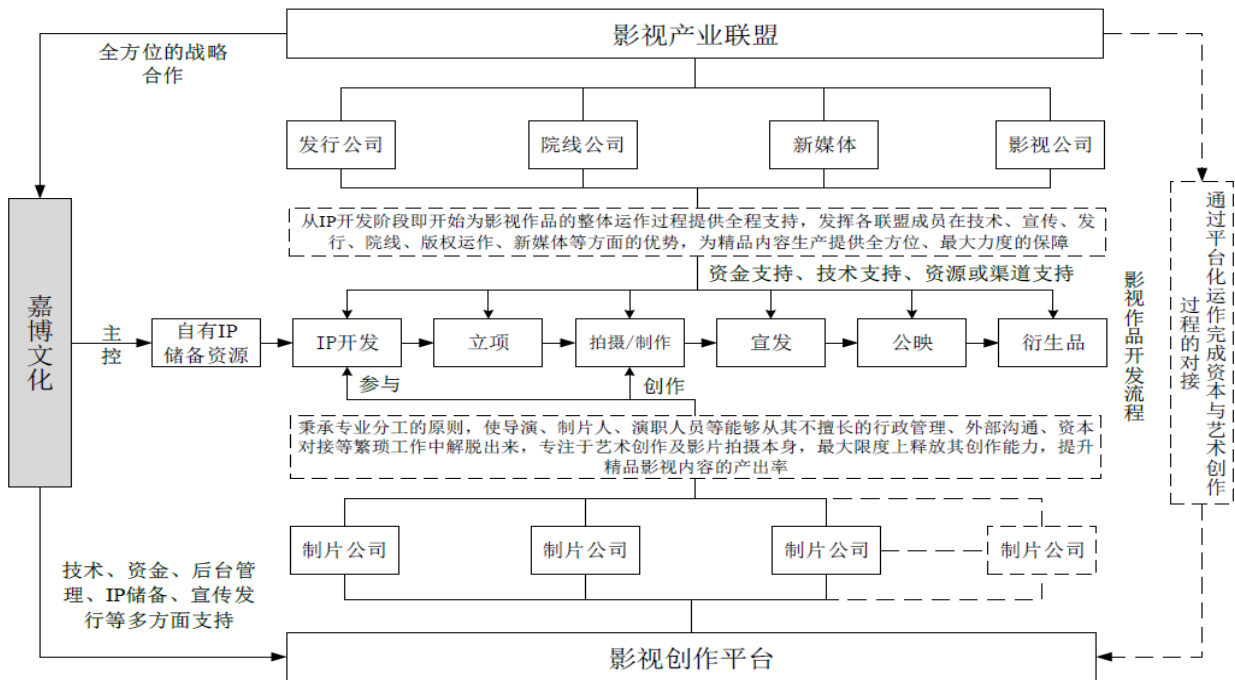 影视产业联盟
全方位的战略
合作
发行公司
院线公司
新媒体
影视公司
从IP开发阶段即开始为影视作品的整体运作过程提供全程支持，发挥各联盟成员在技术、宣传、发
行、院线、版权运作、新媒体等方面的优势，为精品内容生产提供全方位、最大力度的保障
资金支持、技术支持、资源或渠道支持
嘉博文化
主
控
自有IP
储备资源
IP开发
立项
拍摄/制作
宣发
公映
衍生品
影视作品开发流程
通过平台化运作完成资本与艺术创作
过程的对接
参与
创作
秉承专业分工的原则，使导演、制片人、演职人员等能够从其不擅长的行政管理、外部沟通、资本
对接等繁琐工作中解脱出来，专注于艺术创作及影片拍摄本身，最大限度上释放其创作能力，提升
精品影视内容的产出率
制片公司
制片公司
制片公司
制片公司
技术、资金、后台管
理、IP储备、宣传发
行等多方面支持
影视创作平台